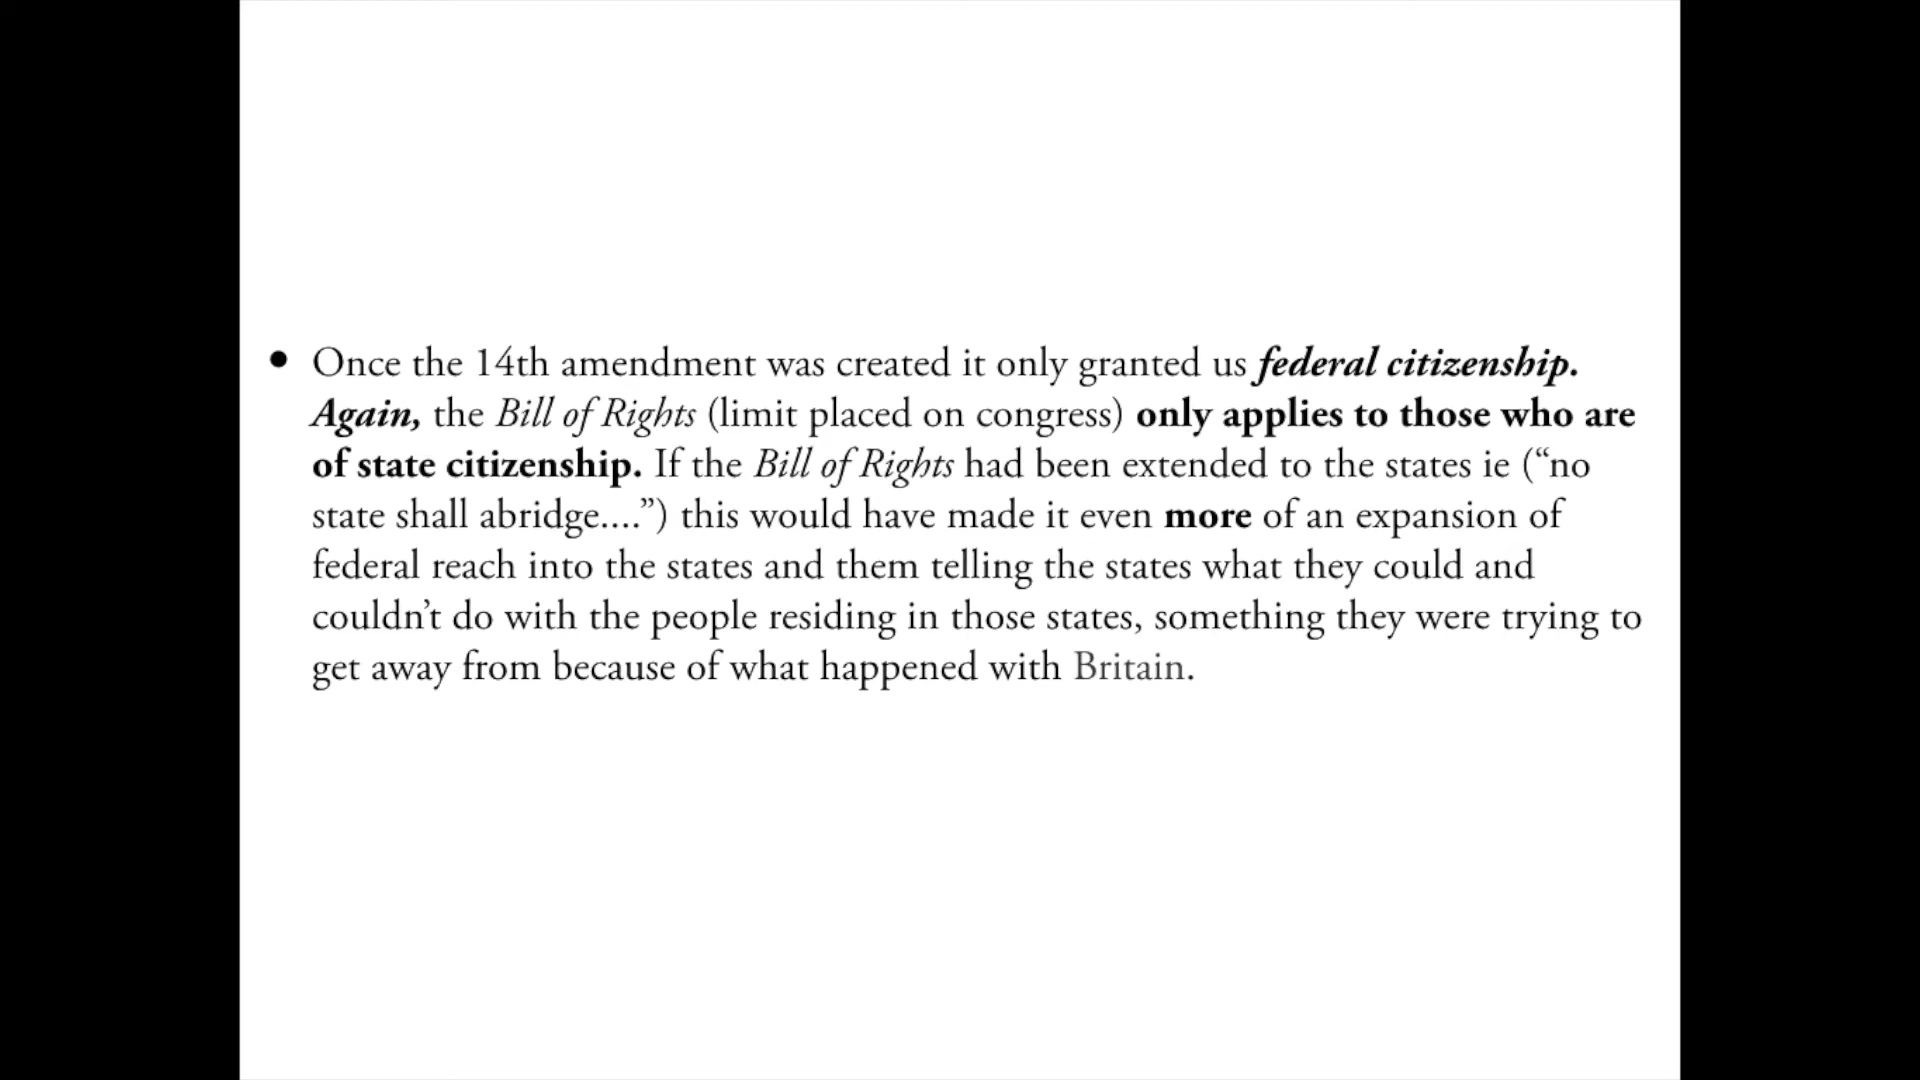 • Once the 14th amendment was created it only granted us federal citizenship.
Again, the Bill of Rights (limit placed on congress) only applies to those who are
of state citizenship. If the Bill of Rights had been extended to the states ie (“no
state shall abridge....”) this would have made it even more of an expansion of
federal reach into the states and them telling the states what they could and
couldn’t do with the people residing in those states, something they were trying to
get away from because of what happened with Britain.